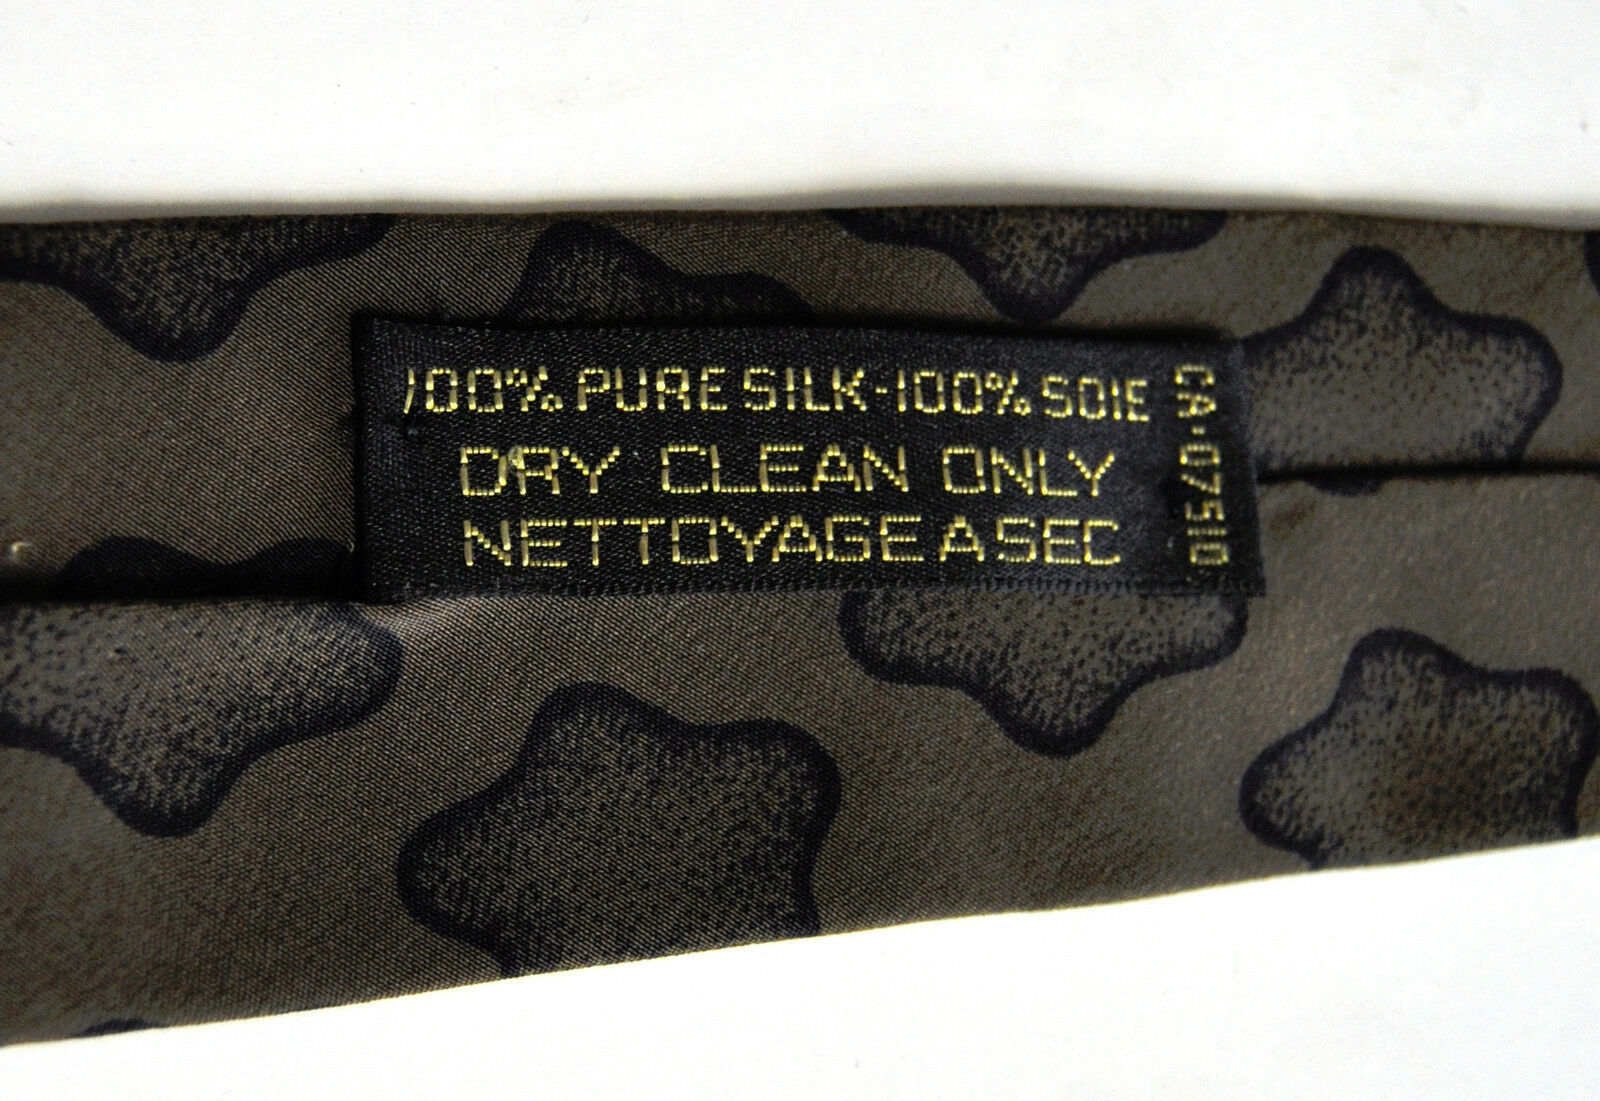 100% PURE SILK-100% SOIE
DRY CLEAN ONLY
NETTOYAGE A SEC
CA·07510